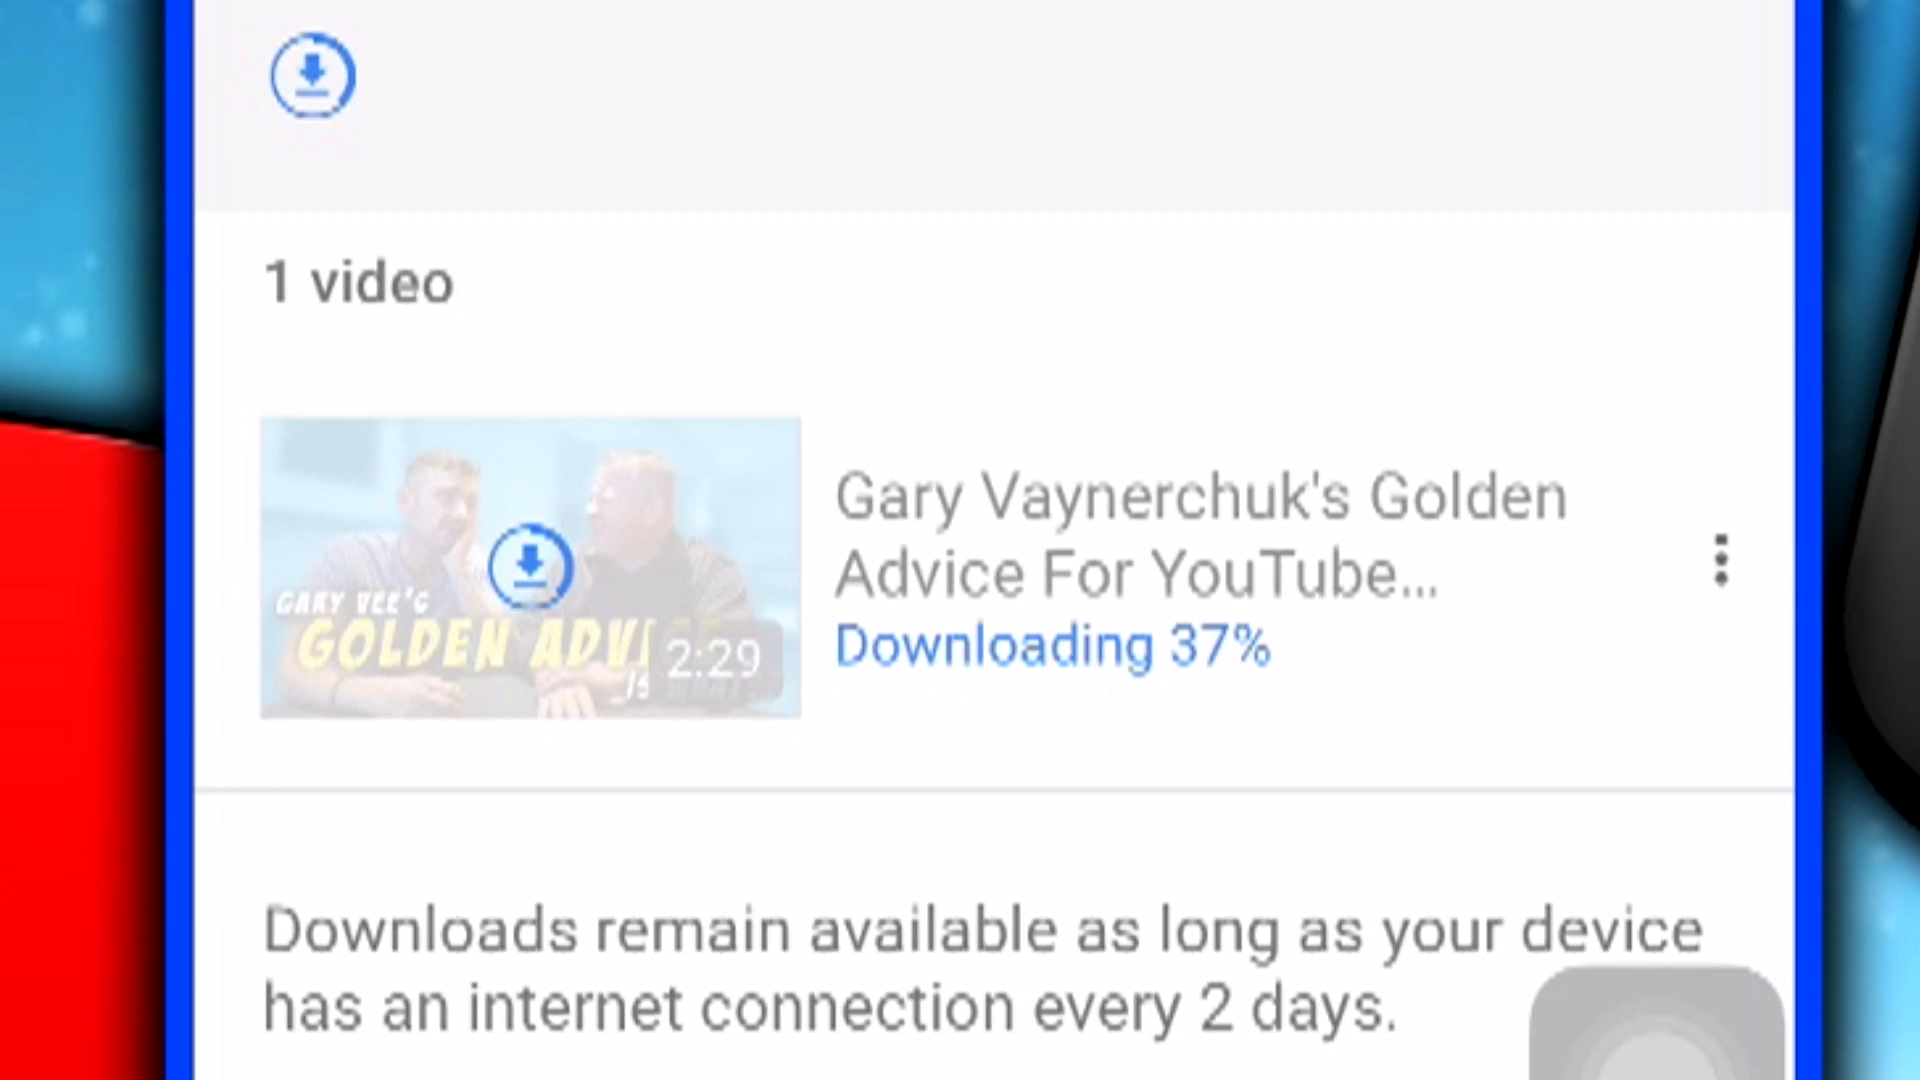 1 video
Gary Vaynerchuk's Golden
Advice For YouTube...
Downloading 37%
GARY VEE'S
GOLDEN ADVI
2:29
Downloads remain available as long as your device
has an internet connection every 2 days.